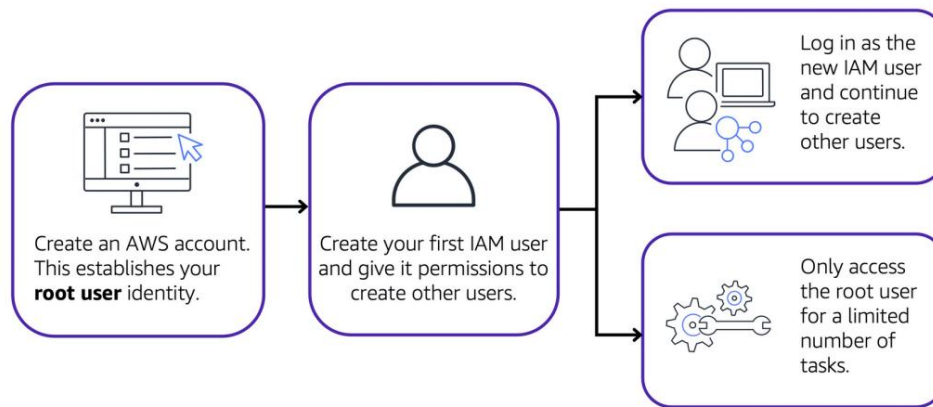 Create an AWS account.
This establishes your
root user identity.
Create your first IAM user
and give it permissions to
create other users.
Log in as the
new IAM user
and continue
to create
other users.
Only access
the root user
for a limited
number of
tasks.